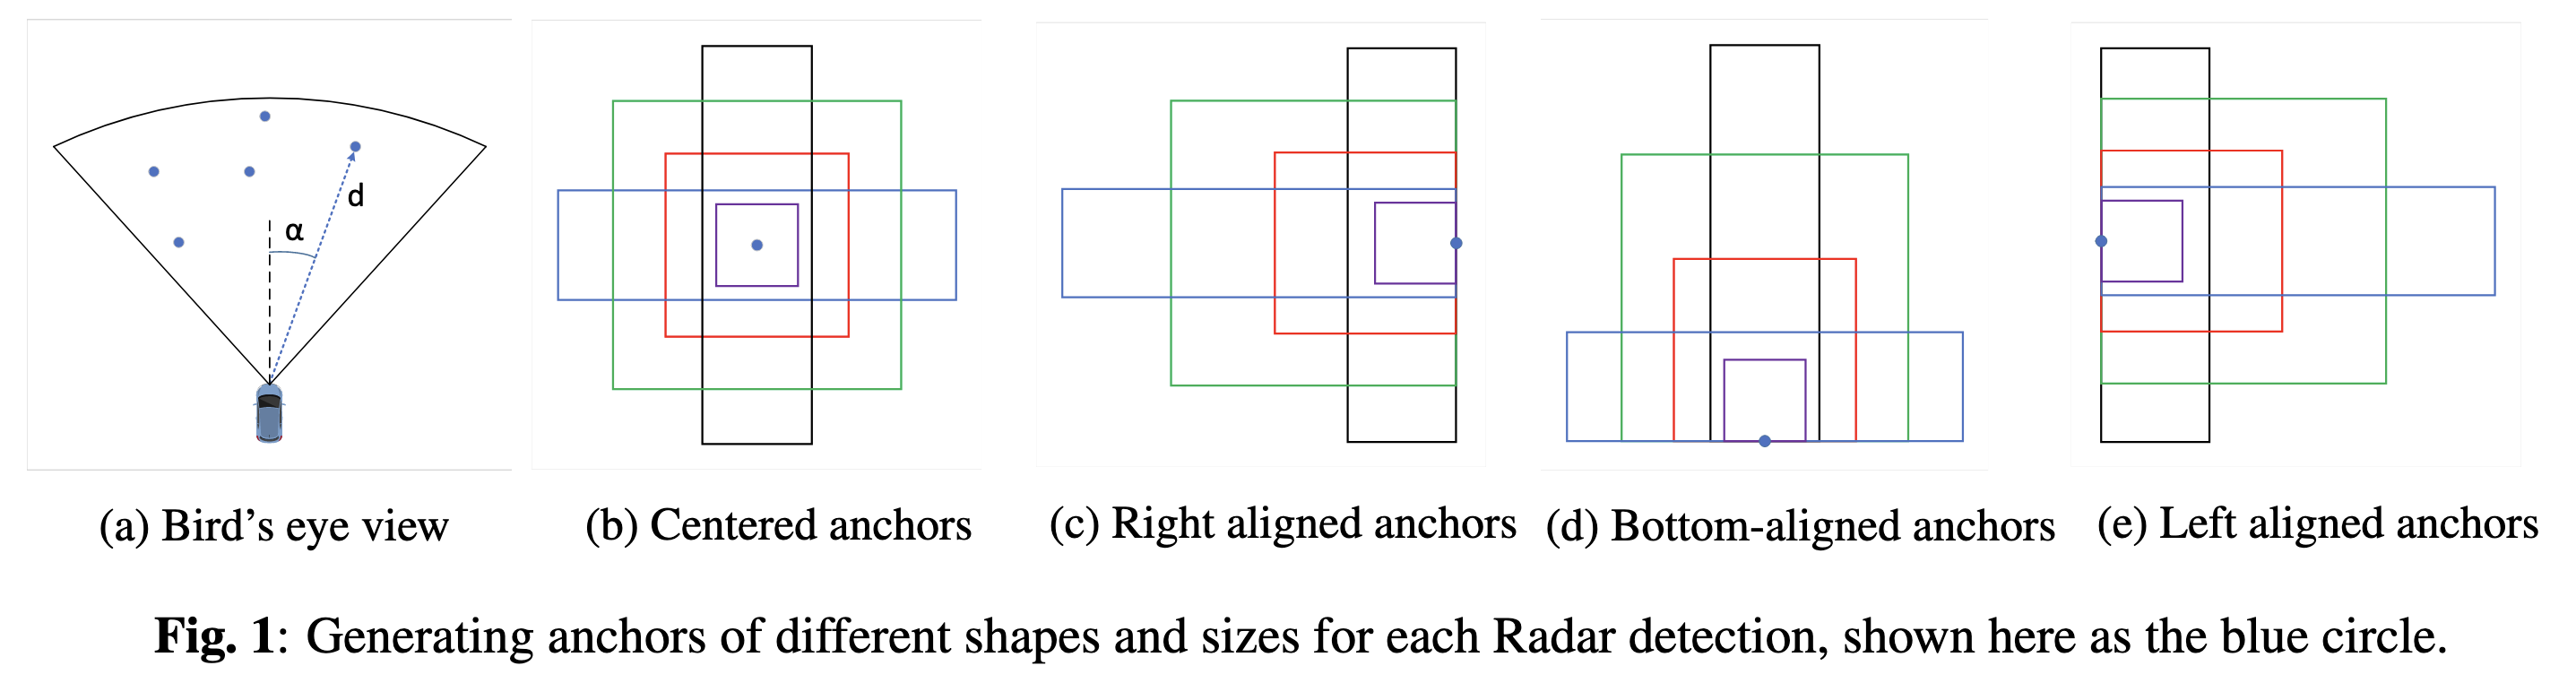 α
d
(a) Bird's eye view
(b) Centered anchors
(c) Right aligned anchors
(d) Bottom-aligned anchors
(e) Left aligned anchors
Fig. 1: Generating anchors of different shapes and sizes for each Radar detection, shown here as the blue circle.